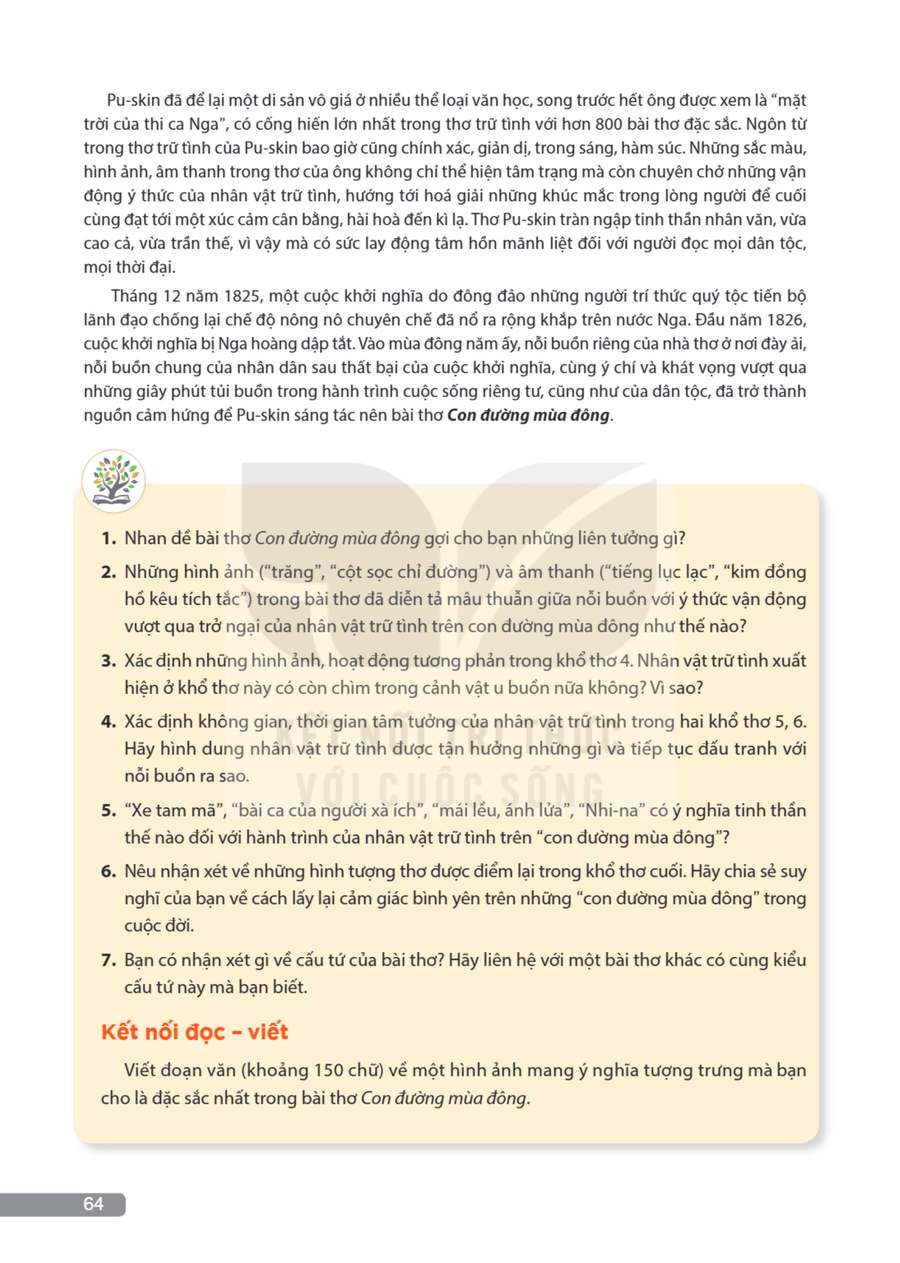 Pu-skin đã để lại một di sản vô giá ở nhiều thể loại văn học, song trước hết ông được xem là “mặt
trời của thi ca Nga”, có cống hiến lớn nhất trong thơ trữ tình với hơn 800 bài thơ đặc sắc. Ngôn từ
trong thơ trữ tình của Pu-skin bao giờ cũng chính xác, giản dị, trong sáng, hàm súc. Những sắc màu,
hình ảnh, âm thanh trong thơ của ông không chỉ thể hiện tâm trạng mà còn chuyên chở những vận
động ý thức của nhân vật trữ tình, hướng tới hoá giải những khúc mắc trong lòng người để cuối
cùng đạt tới một xúc cảm cân bằng, hài hoà đến kì lạ. Thơ Pu-skin tràn ngập tinh thần nhân văn, vừa
cao cả, vừa trần thế, vì vậy mà có sức lay động tâm hồn mãnh liệt đối với người đọc mọi dân tộc,
mọi thời đại.
Tháng 12 năm 1825, một cuộc khởi nghĩa do đông đảo những người trí thức quý tộc tiến bộ
lãnh đạo chống lại chế độ nông nô chuyên chế đã nổ ra rộng khắp trên nước Nga. Đầu năm 1826,
cuộc khởi nghĩa bị Nga hoàng dập tắt. Vào mùa đông năm ấy, nỗi buồn riêng của nhà thơ ở nơi đày ải,
nỗi buồn chung của nhân dân sau thất bại của cuộc khởi nghĩa, cùng ý chí và khát vọng vượt qua
những giây phút tủi buồn trong hành trình cuộc sống riêng tư, cũng như của dân tộc, đã trở thành
nguồn cảm hứng để Pu-skin sáng tác nên bài thơ Con đường mùa đông.
1. Nhan đề bài thơ Con đường mùa đông gợi cho bạn những liên tưởng gì?
2. Những hình ảnh (“trăng”, “cột sọc chỉ đường”) và âm thanh (“tiếng lục lạc”, “kim đồng
hồ kêu tích tắc”) trong bài thơ đã diễn tả mâu thuẫn giữa nỗi buồn với ý thức vận động
vượt qua trở ngại của nhân vật trữ tình trên con đường mùa đông như thế nào?
3. Xác định những hình ảnh, hoạt động tương phản trong khổ thơ 4. Nhân vật trữ tình xuất
hiện ở khổ thơ này có còn chìm trong cảnh vật u buồn nữa không? Vì sao?
4. Xác định không gian, thời gian tâm tưởng của nhân vật trữ tình trong hai khổ thơ 5, 6.
Hãy hình dung nhân vật trữ tình được tận hưởng những gì và tiếp tục đấu tranh với
nỗi buồn ra sao.
5. “Xe tam mã”, “bài ca của người xà ích”, “mái lều, ánh lửa”, “Nhi-na” có ý nghĩa tinh thần
thế nào đối với hành trình của nhân vật trữ tình trên “con đường mùa đông”?
6. Nêu nhận xét về những hình tượng thơ được điểm lại trong khổ thơ cuối. Hãy chia sẻ suy
nghĩ của bạn về cách lấy lại cảm giác bình yên trên những “con đường mùa đông” trong
cuộc đời.
7. Bạn có nhận xét gì về cấu tứ của bài thơ? Hãy liên hệ với một bài thơ khác có cùng kiểu
cấu tứ này mà bạn biết.
Kết nối đọc – viết
Viết đoạn văn (khoảng 150 chữ) về một hình ảnh mang ý nghĩa tượng trưng mà bạn
cho là đặc sắc nhất trong bài thơ Con đường mùa đông.
KẾT NỐI TRI THỨC
VỚI CUỘC SỐNG
64